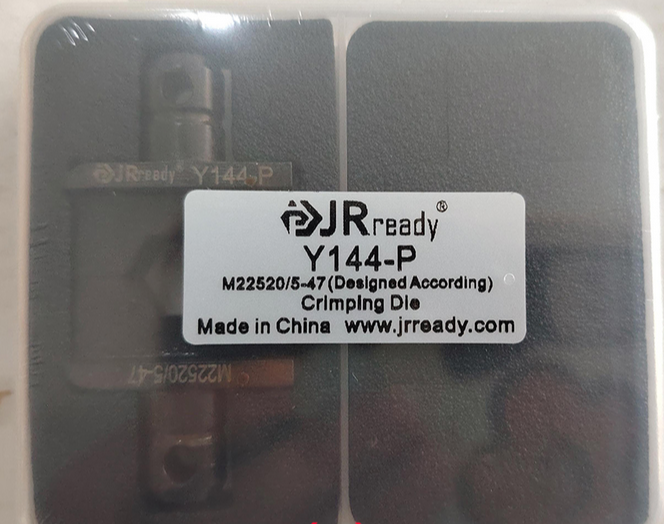 JRready Y144-P
JRready®
Y144-P
M22520/5-47(Designed According)
Crimping Die
Made in China www.jrready.com
M22520/5-47